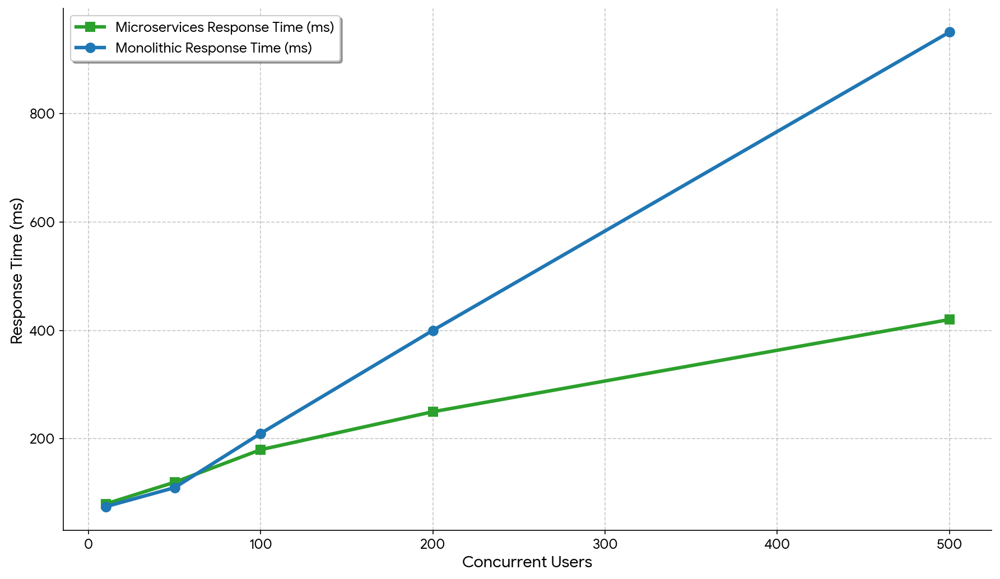 Microservices Response Time (ms)
Monolithic Response Time (ms)
800
600
400
200
Response Time (ms)
0 100 200 300 400 500
Concurrent Users